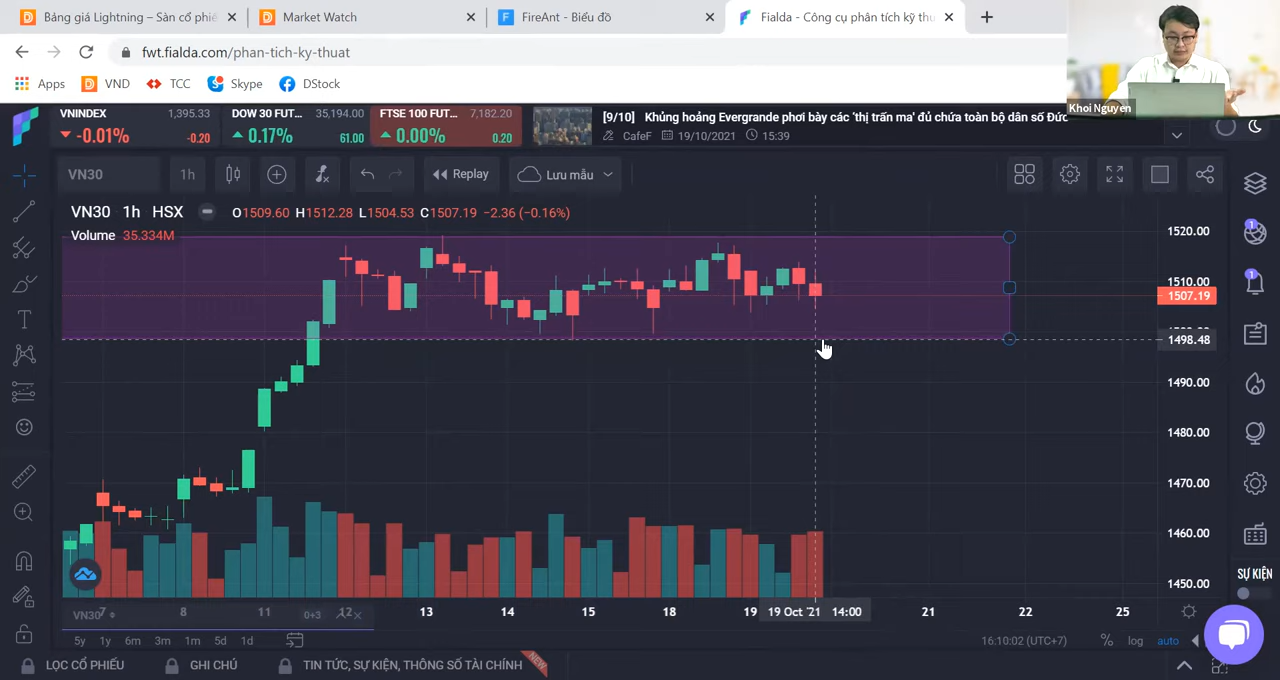 Bảng giá Lightning – Sàn cổ phiế
Market Watch
FireAnt - Biểu đồ
Fialda - Công cụ phân tích kỹ thu
fwt.fialda.com/phan-tich-ky-thuat
Apps
VND
TCC
Skype
DStock
Khoi Nguyen
VNINDEX 1,395.33
-0.01% -0.20
DOW 30 FUT... 35,194.00
0.17% 61.00
FTSE 100 FUT... 7,182.20
0.00% 0.20
[9/10] Khủng hoảng Evergrande phơi bày các 'thị trấn ma' đủ chứa toàn bộ dân số Đức
CafeF 19/10/2021 15:39
VN30 1h Replay Lưu mẫu
VN30 1h HSX O1509.60 H1512.28 L1504.53 C1507.19 −2.36 (−0.16%)
Volume 35.334M
1520.00
1510.00
1507.19
1498.48
1490.00
1480.00
1470.00
1460.00
1450.00
1
1
SỰ KIỆN
7 8 11 12 13 14 15 18 19 19 Oct '21 14:00 21 22 25
VN30 0+3
5y 1y 6m 3m 1m 5d 1d
16:10:02 (UTC+7) % log auto
LỌC CỔ PHIẾU
GHI CHÚ
TIN TỨC, SỰ KIỆN, THÔNG SỐ TÀI CHÍNH
NEW